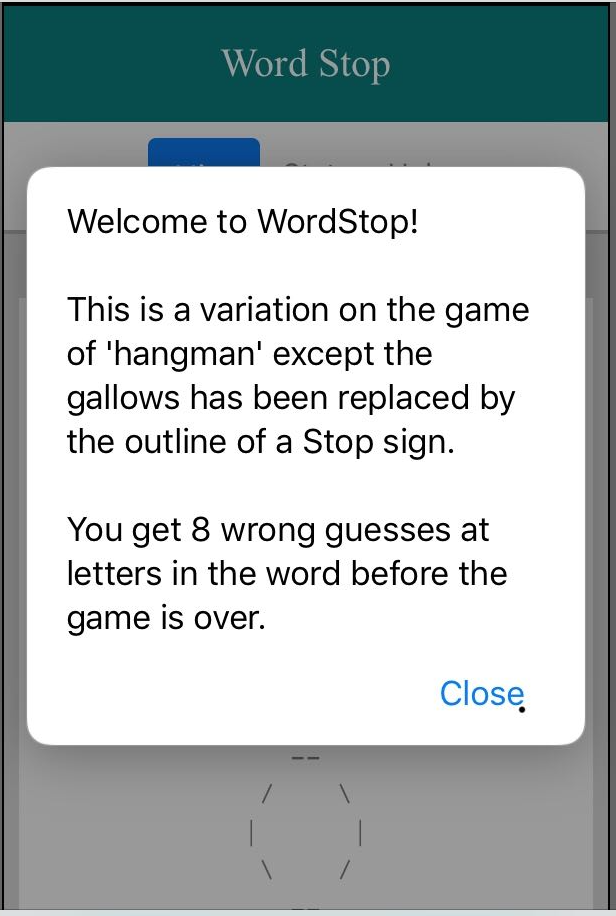 Word Stop
Welcome to WordStop!
This is a variation on the game
of 'hangman' except the
gallows has been replaced by
the outline of a Stop sign.
You get 8 wrong guesses at
letters in the word before the
game is over.
Close
--
/ \
| |
\ /
--